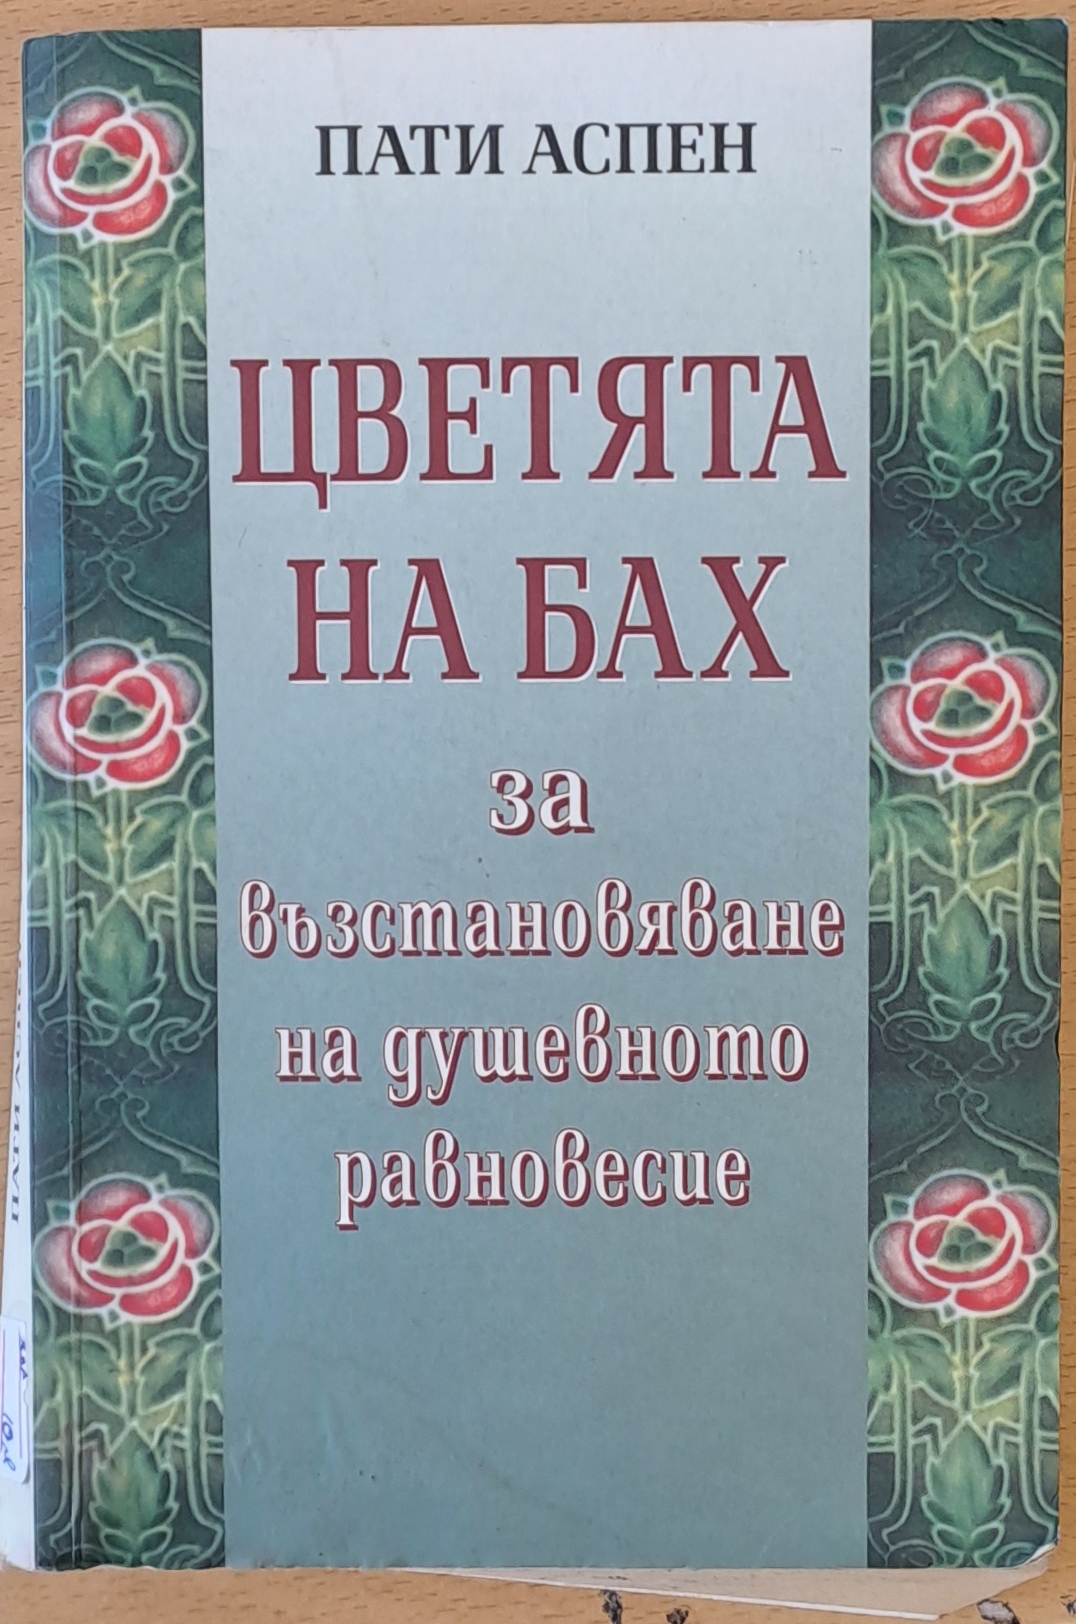 ПАТИ АСПЕН
ЦВЕТЯТА
НА БАХ
за
възстановяване
на душевното
равновесие